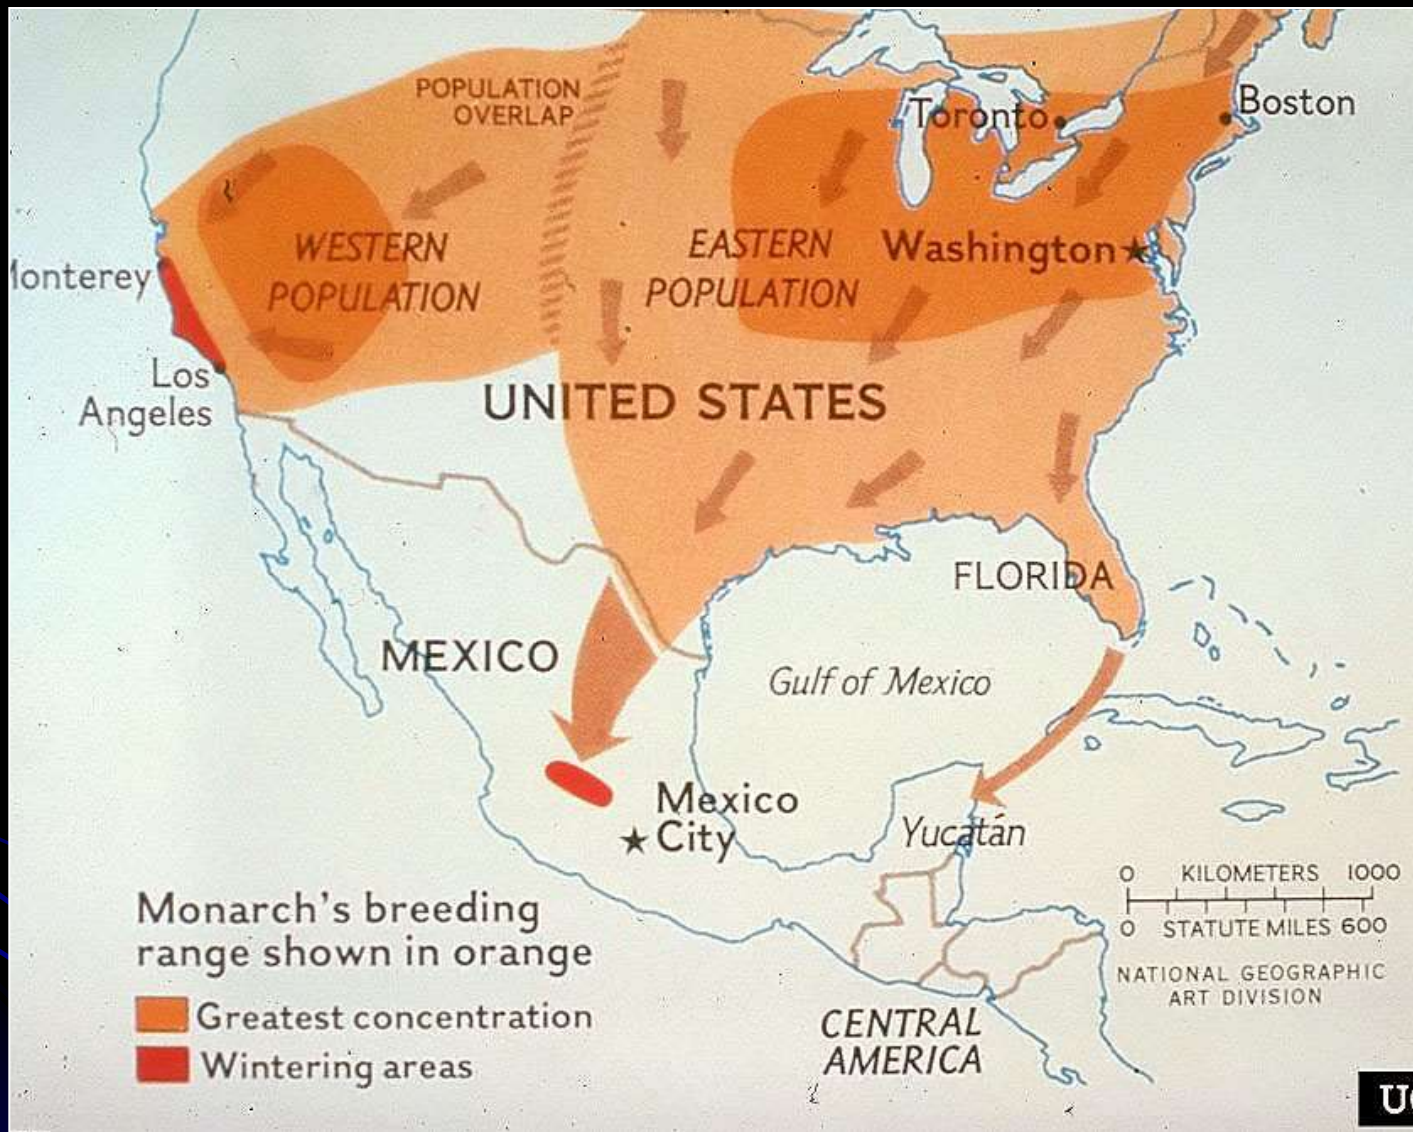 POPULATION
OVERLAP
Toronto
Boston
WESTERN
POPULATION
EASTERN
POPULATION
Washington
Monterey
Los
Angeles
UNITED STATES
FLORIDA
MEXICO
Gulf of Mexico
Mexico
City
Yucatán
Monarch's breeding
range shown in orange
Greatest concentration
Wintering areas
CENTRAL
AMERICA
0 KILOMETERS 1000
0 STATUTE MILES 600
NATIONAL GEOGRAPHIC
ART DIVISION